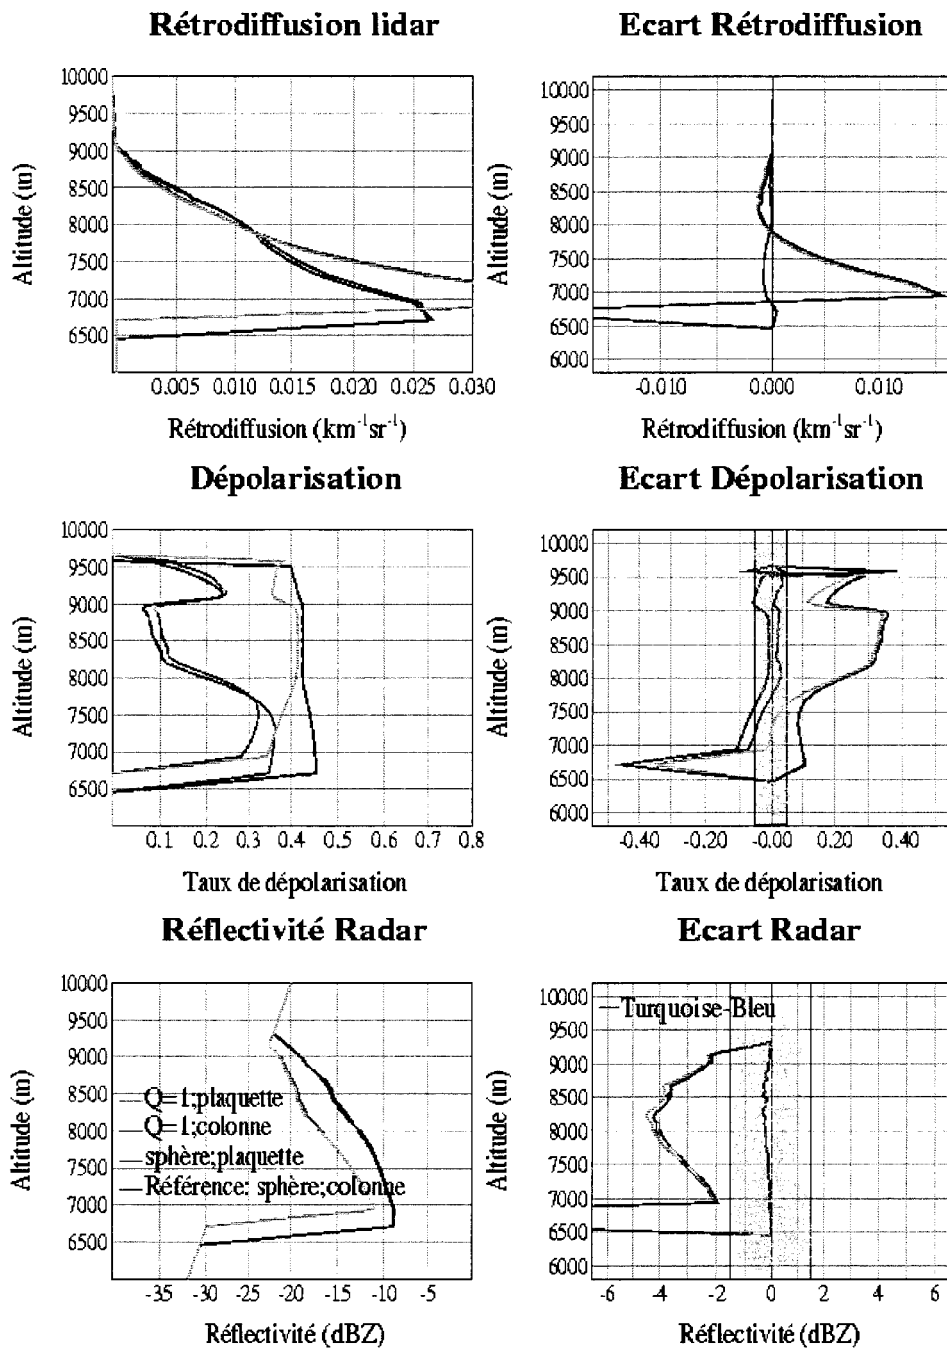 Rétrodiffusion lidar
10000
9500
9000
8500
8000
7500
7000
6500
Altitude (m)
0.005 0.010 0.015 0.020 0.025 0.030
Rétrodiffusion (km⁻¹sr⁻¹)
Ecart Rétrodiffusion
10000
9500
9000
8500
8000
7500
7000
6500
6000
Altitude (m)
-0.010 0.000 0.010
Rétrodiffusion (km⁻¹sr⁻¹)
Dépolarisation
10000
9500
9000
8500
8000
7500
7000
6500
Altitude (m)
0.1 0.2 0.3 0.4 0.5 0.6 0.7 0.8
Taux de dépolarisation
Ecart Dépolarisation
10000
9500
9000
8500
8000
7500
7000
6500
6000
Altitude (m)
-0.40 -0.20 -0.00 0.20 0.40
Taux de dépolarisation
Réflectivité Radar
10000
9500
9000
8500
8000
7500
7000
6500
Altitude (m)
Q=1;plaquette
Q=1;colonne
sphère;plaquette
Référence: sphère;colonne
-35 -30 -25 -20 -15 -10 -5
Réflectivité (dBZ)
Ecart Radar
10000
9500
9000
8500
8000
7500
7000
6500
6000
Altitude (m)
Turquoise-Bleu
-6 -4 -2 0 2 4 6
Réflectivité (dBZ)